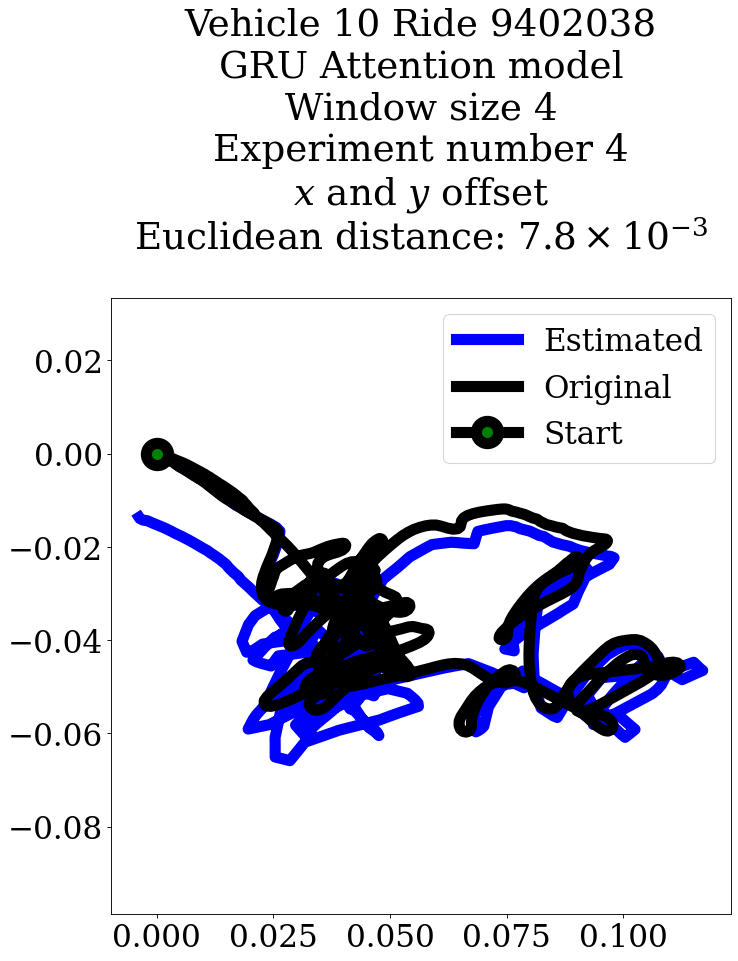 Vehicle 10 Ride 9402038
GRU Attention model
Window size 4
Experiment number 4
x and y offset
Euclidean distance: 7.8 × 10⁻³
Estimated
Original
Start
0.02
0.00
−0.02
−0.04
−0.06
−0.08
0.000 0.025 0.050 0.075 0.100